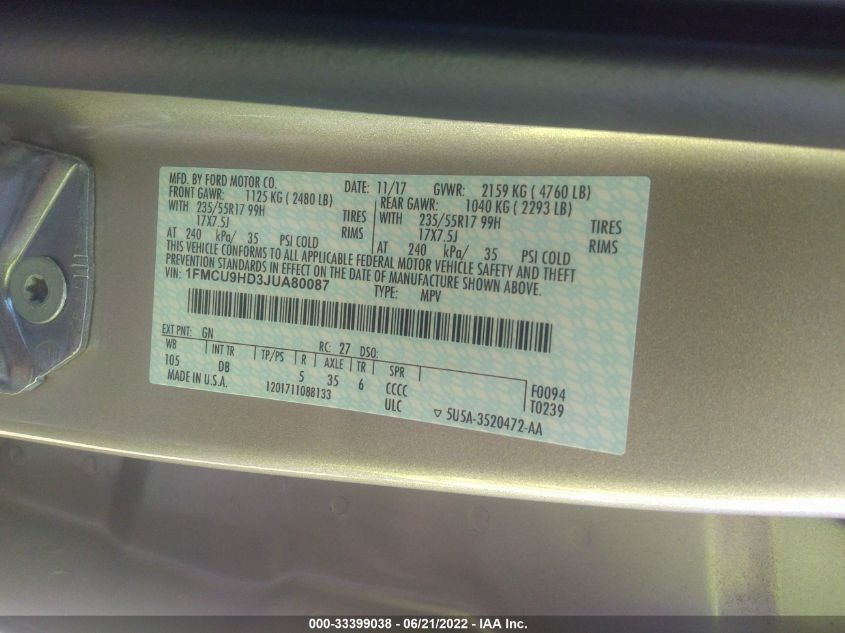 MFD. BY FORD MOTOR CO. DATE: 11/17 GVWR: 2159 KG ( 4760 LB)
FRONT GAWR: 1125 KG ( 2480 LB) REAR GAWR: 1040 KG ( 2293 LB)
WITH 235/55R17 99H TIRES WITH 235/55R17 99H TIRES
17X7.5J RIMS 17X7.5J RIMS
AT 240 kPa/ 35 PSI COLD AT 240 kPa/ 35 PSI COLD
THIS VEHICLE CONFORMS TO ALL APPLICABLE FEDERAL MOTOR VEHICLE SAFETY AND THEFT
PREVENTION STANDARDS IN EFFECT ON THE DATE OF MANUFACTURE SHOWN ABOVE.
VIN: 1FMCU9HD3JUA80087 TYPE: MPV
EXT PNT: GN RC: 27 DSO:
WB INT TR TP/PS R AXLE TR SPR
105 DB 5 35 6 CCCC F0094
MADE IN U.S.A. 1201711088133 ULC T0239
▽ 5U5A-3520472-AA
000-33399038 - 06/21/2022 - IAA Inc.